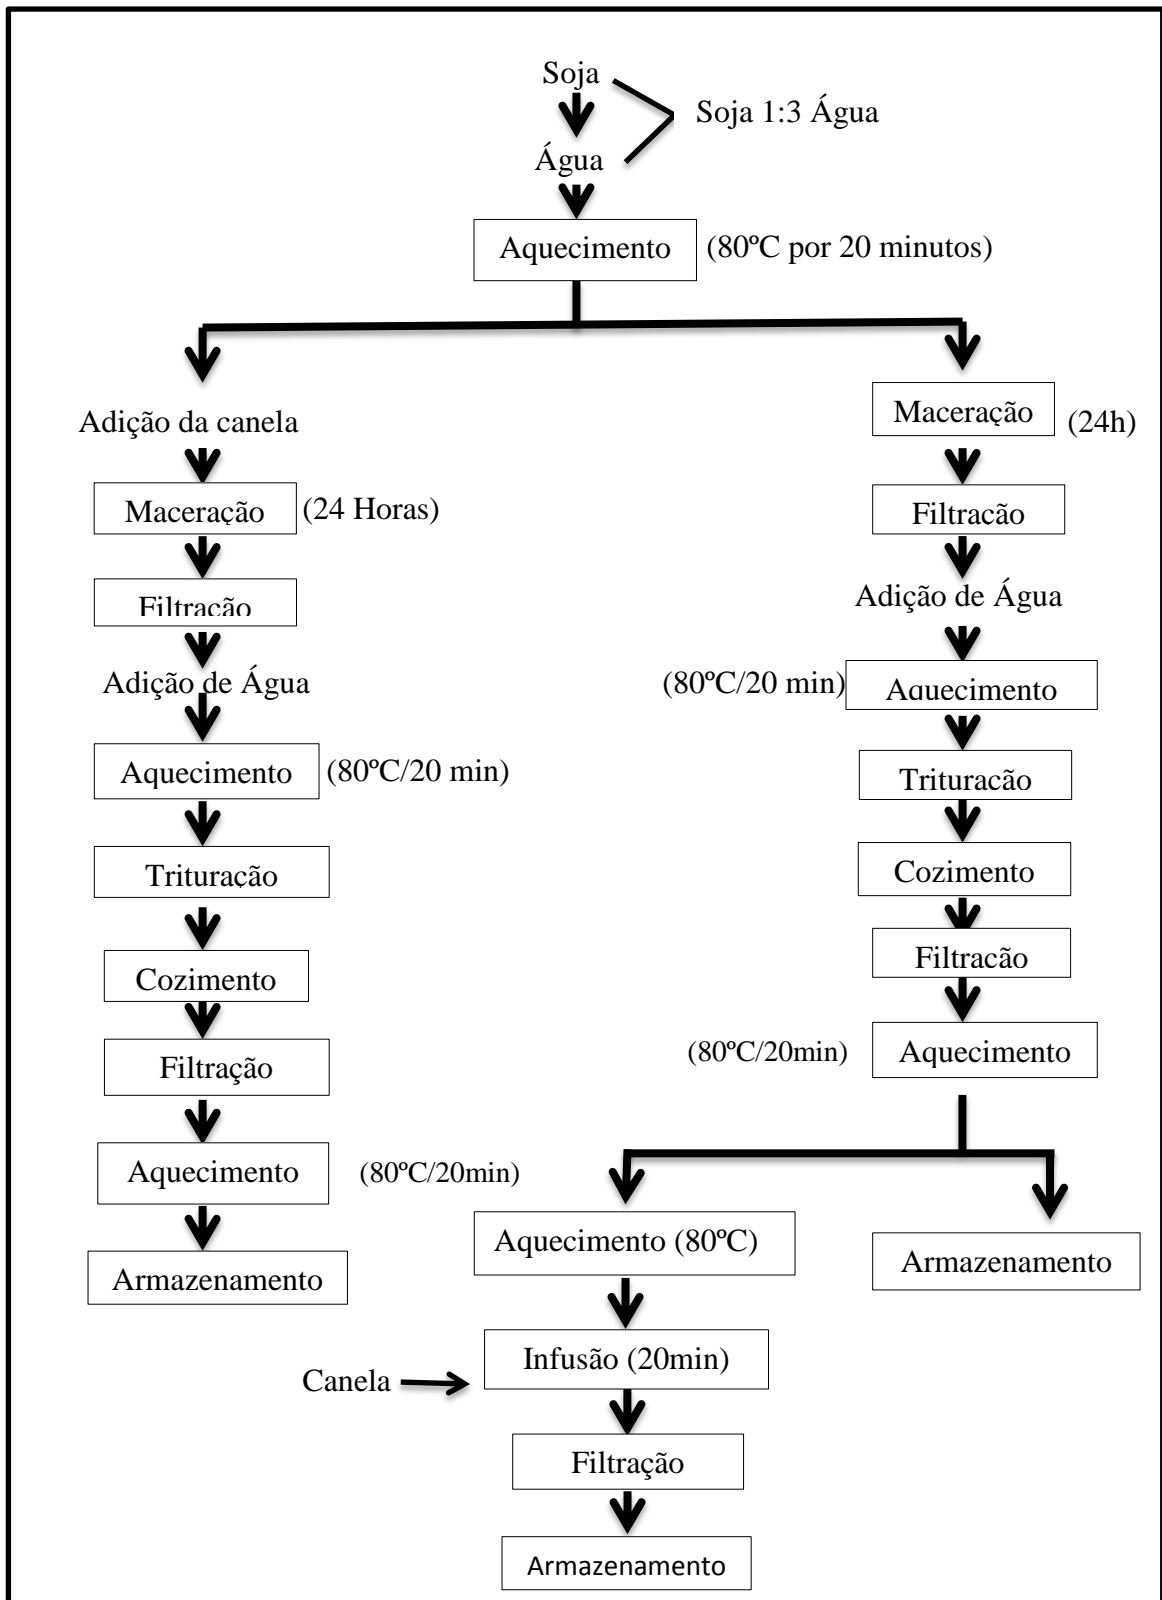 Soja
Soja 1:3 Água
Água
Aquecimento (80ºC por 20 minutos)
Adição da canela
Maceração (24 Horas)
Filtração
Adição de Água
Aquecimento (80ºC/20 min)
Trituração
Cozimento
Filtração
Aquecimento (80ºC/20min)
Armazenamento
Maceração (24h)
Filtracão
Adição de Água
(80ºC/20 min) Aquecimento
Trituracão
Cozimento
Filtracão
(80ºC/20min) Aquecimento
Aquecimento (80ºC)
Infusão (20min)
Canela
Filtração
Armazenamento
Armazenamento